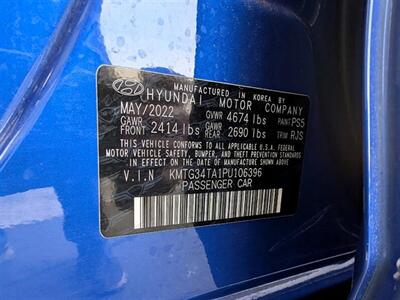 MANUFACTURED IN KOREA BY
HYUNDAI MOTOR COMPANY
MAY/2022 GVWR 4674 lbs PAINT PS5
GAWR FRONT 2414 lbs GAWR REAR 2690 lbs TRIM RJS
THIS VEHICLE CONFORMS TO ALL APPLICABLE U.S.A FEDERAL
MOTOR VEHICLE SAFETY, BUMPER, AND THEFT PREVENTION
STANDARDS IN EFFECT ON THE DATE OF MANUFACTURE
SHOWN ABOVE.
V.I.N KMTG34TA1PU106396
PASSENGER CAR